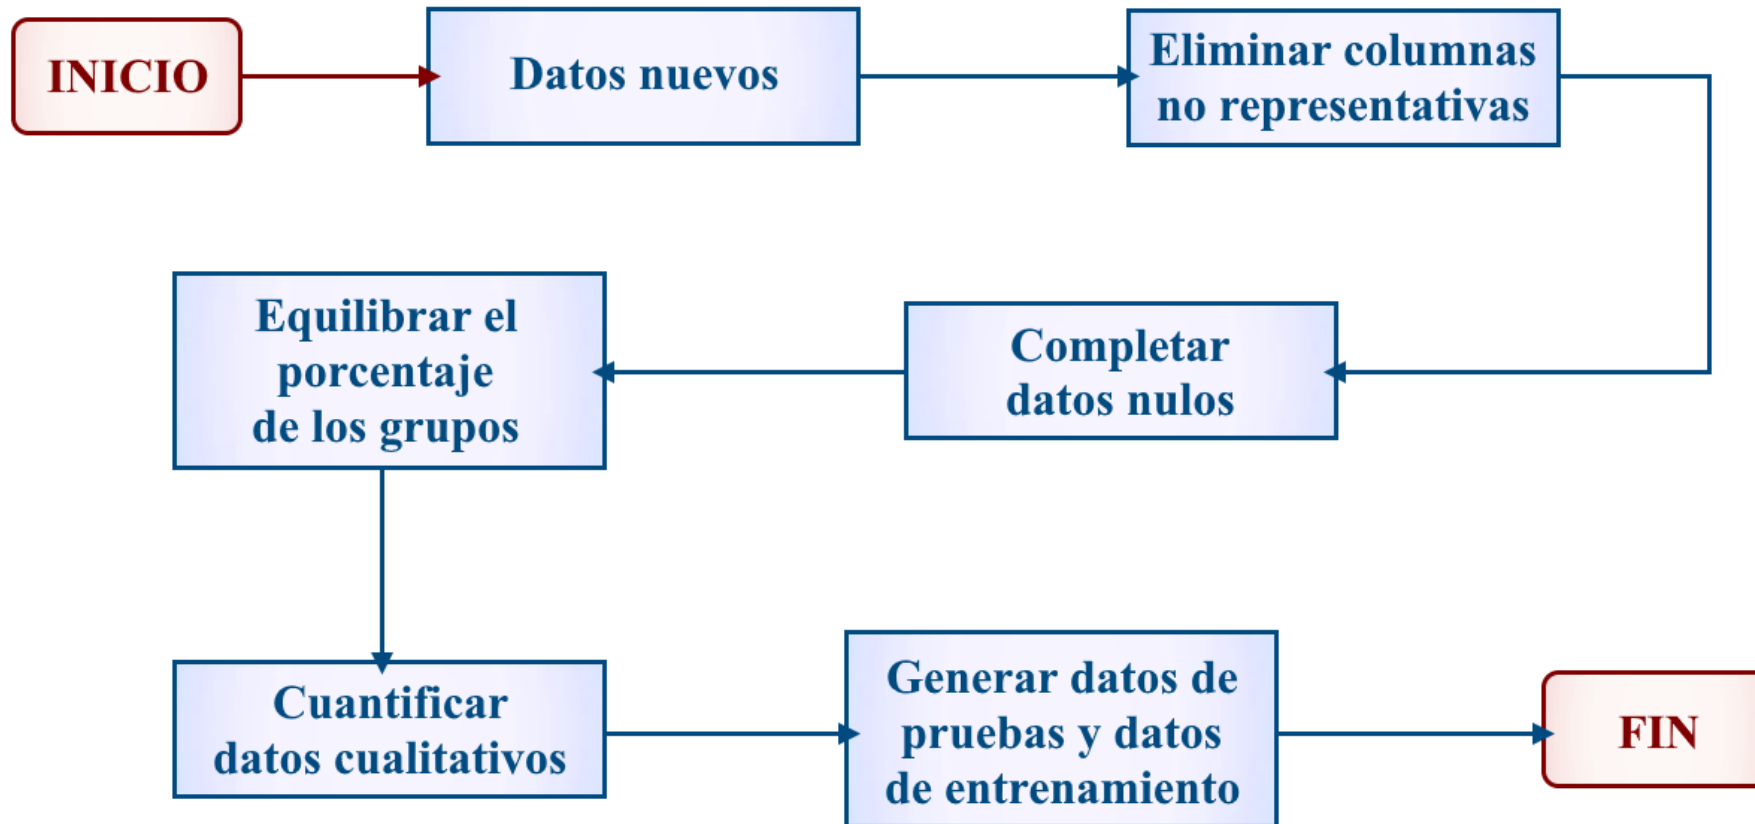 INICIO
Datos nuevos
Eliminar columnas
no representativas
Completar
datos nulos
Equilibrar el
porcentaje
de los grupos
Cuantificar
datos cualitativos
Generar datos de
pruebas y datos
de entrenamiento
FIN